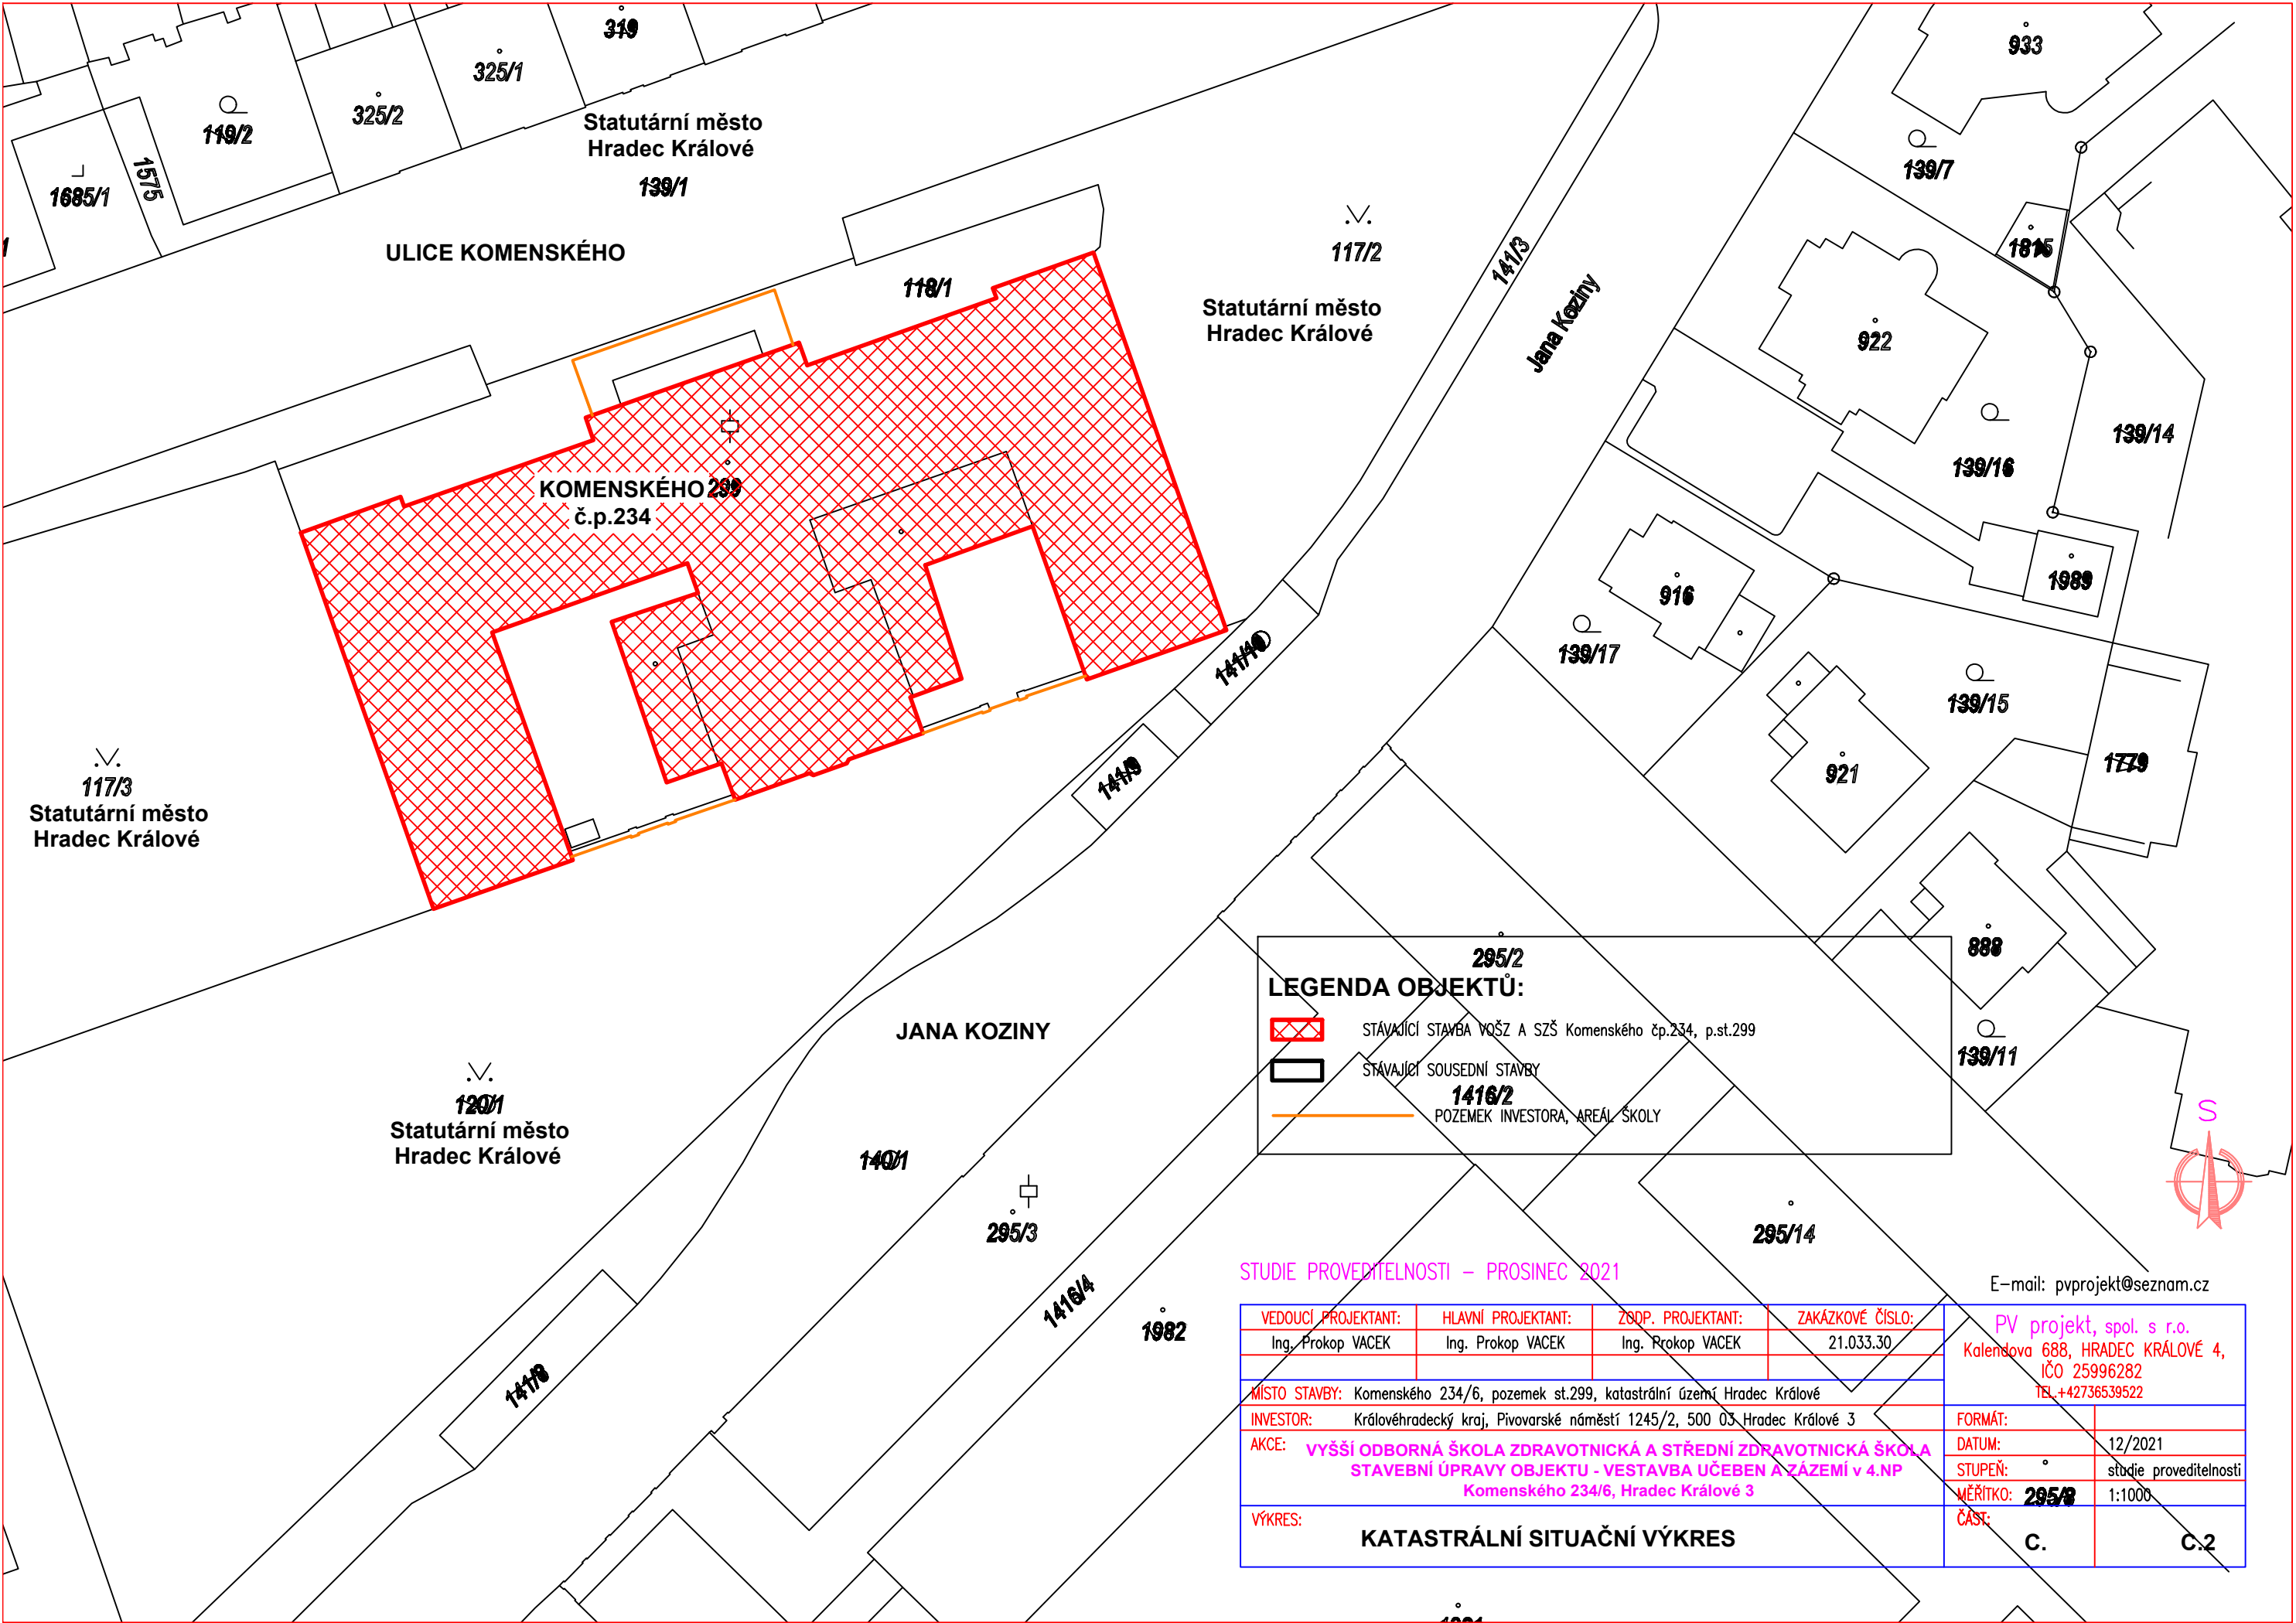 319
933
325/1
325/2
119/2
Statutární město
Hradec Králové
139/1
1685/1
1575
139/7
ULICE KOMENSKÉHO
117/2
141/3
118/1
Statutární město
Hradec Králové
Jana Koziny
922
139/14
139/16
KOMENSKÉHO 299
č.p.234
916
1989
139/17
141/10
139/15
117/3
Statutární město
Hradec Králové
141/9
921
1779
295/2
888
LEGENDA OBJEKTŮ:
STÁVAJÍCÍ STAVBA VOŠZ A SZŠ Komenského čp.234, p.st.299
STÁVAJÍCÍ SOUSEDNÍ STAVBY
1416/2
POZEMEK INVESTORA, AREÁL ŠKOLY
JANA KOZINY
139/11
120/1
Statutární město
Hradec Králové
140/1
S
295/3
295/14
1416/4
1982
141/8
STUDIE PROVEDITELNOSTI – PROSINEC 2021
E-mail: pvprojekt@seznam.cz
VEDOUCÍ PROJEKTANT: HLAVNÍ PROJEKTANT: ZODP. PROJEKTANT: ZAKÁZKOVÉ ČÍSLO:
Ing. Prokop VACEK Ing. Prokop VACEK Ing. Prokop VACEK 21.033.30
PV projekt, spol. s r.o.
Kalendova 688, HRADEC KRÁLOVÉ 4,
IČO 25996282
TEL.+42736539522
MÍSTO STAVBY: Komenského 234/6, pozemek st.299, katastrální území Hradec Králové
INVESTOR: Královéhradecký kraj, Pivovarské náměstí 1245/2, 500 03 Hradec Králové 3
AKCE: VYŠŠÍ ODBORNÁ ŠKOLA ZDRAVOTNICKÁ A STŘEDNÍ ZDRAVOTNICKÁ ŠKOLA
STAVEBNÍ ÚPRAVY OBJEKTU - VESTAVBA UČEBEN A ZÁZEMÍ v 4.NP
Komenského 234/6, Hradec Králové 3
FORMÁT:
DATUM: 12/2021
STUPEŇ: studie proveditelnosti
MĚŘÍTKO: 295/8 1:1000
VÝKRES: KATASTRÁLNÍ SITUAČNÍ VÝKRES
ČÁST:
C. C.2